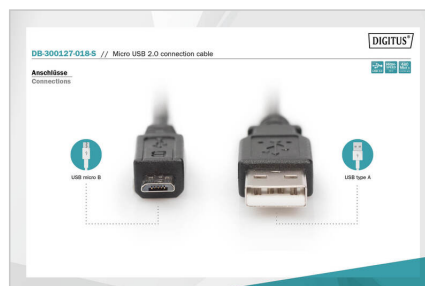 DIGITUS®
DB-300127-018-S // Micro USB 2.0 connection cable
Anschlüsse
Connections
USB micro B
USB type A